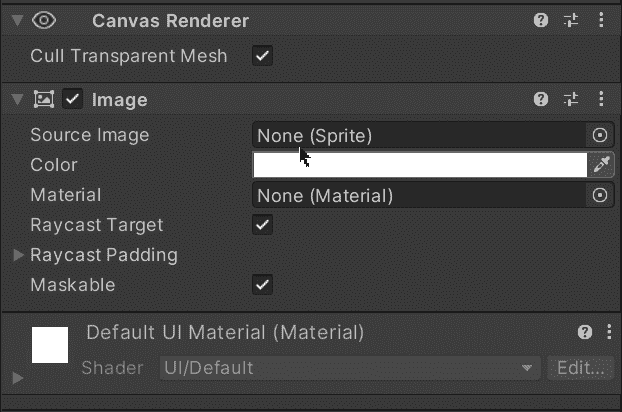 Canvas Renderer
Cull Transparent Mesh
Image
Source Image None (Sprite)
Color
Material None (Material)
Raycast Target
Raycast Padding
Maskable
Default UI Material (Material)
Shader UI/Default Edit...